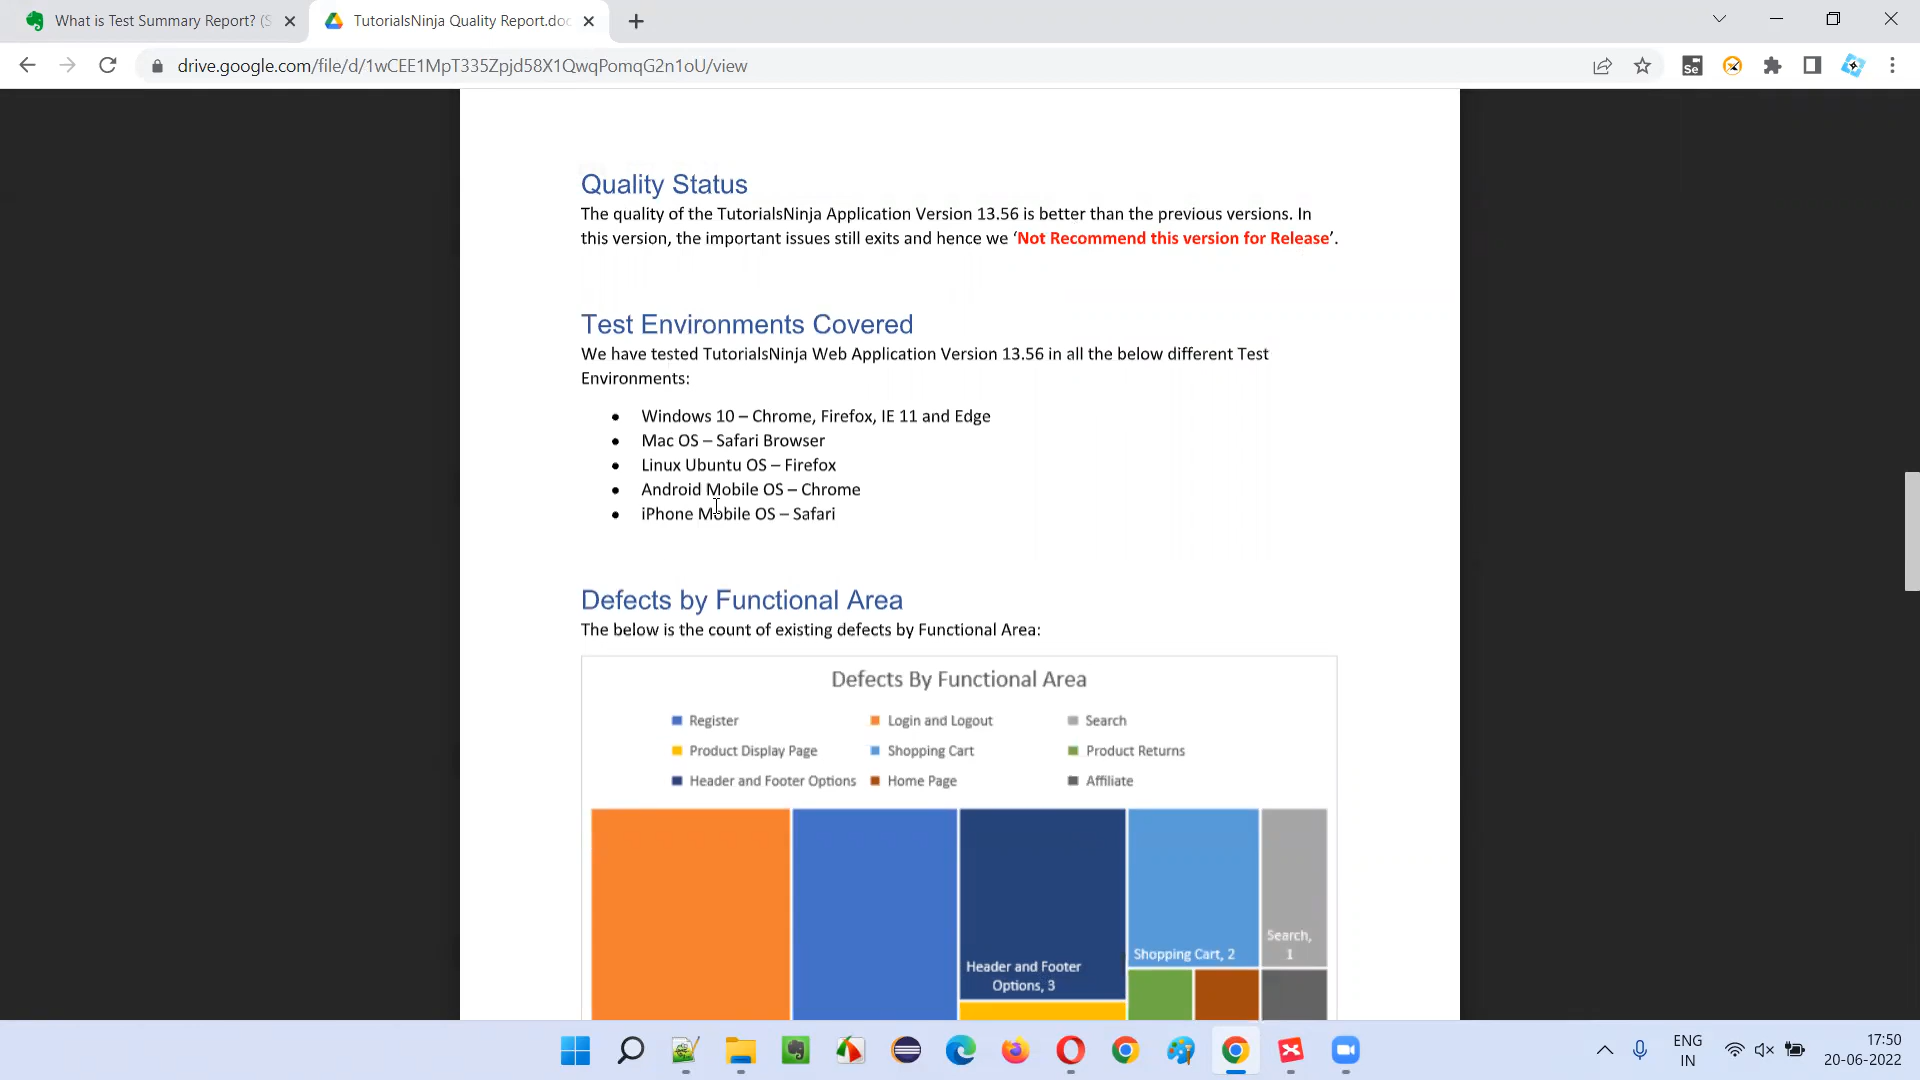 What is Test Summary Report? (S
TutorialsNinja Quality Report.doc
drive.google.com/file/d/1wCEE1MpT335Zpjd58X1QwqPomqG2n1oU/view
Se
Quality Status
The quality of the TutorialsNinja Application Version 13.56 is better than the previous versions. In
this version, the important issues still exits and hence we ‘Not Recommend this version for Release’.
Test Environments Covered
We have tested TutorialsNinja Web Application Version 13.56 in all the below different Test
Environments:
• Windows 10 – Chrome, Firefox, IE 11 and Edge
• Mac OS – Safari Browser
• Linux Ubuntu OS – Firefox
• Android Mobile OS – Chrome
• iPhone Mobile OS – Safari
Defects by Functional Area
The below is the count of existing defects by Functional Area:
Defects By Functional Area
Register Login and Logout Search
Product Display Page Shopping Cart Product Returns
Header and Footer Options Home Page Affiliate
Header and Footer
Options, 3
Shopping Cart, 2
Search,
1
ENG
IN
17:50
20-06-2022